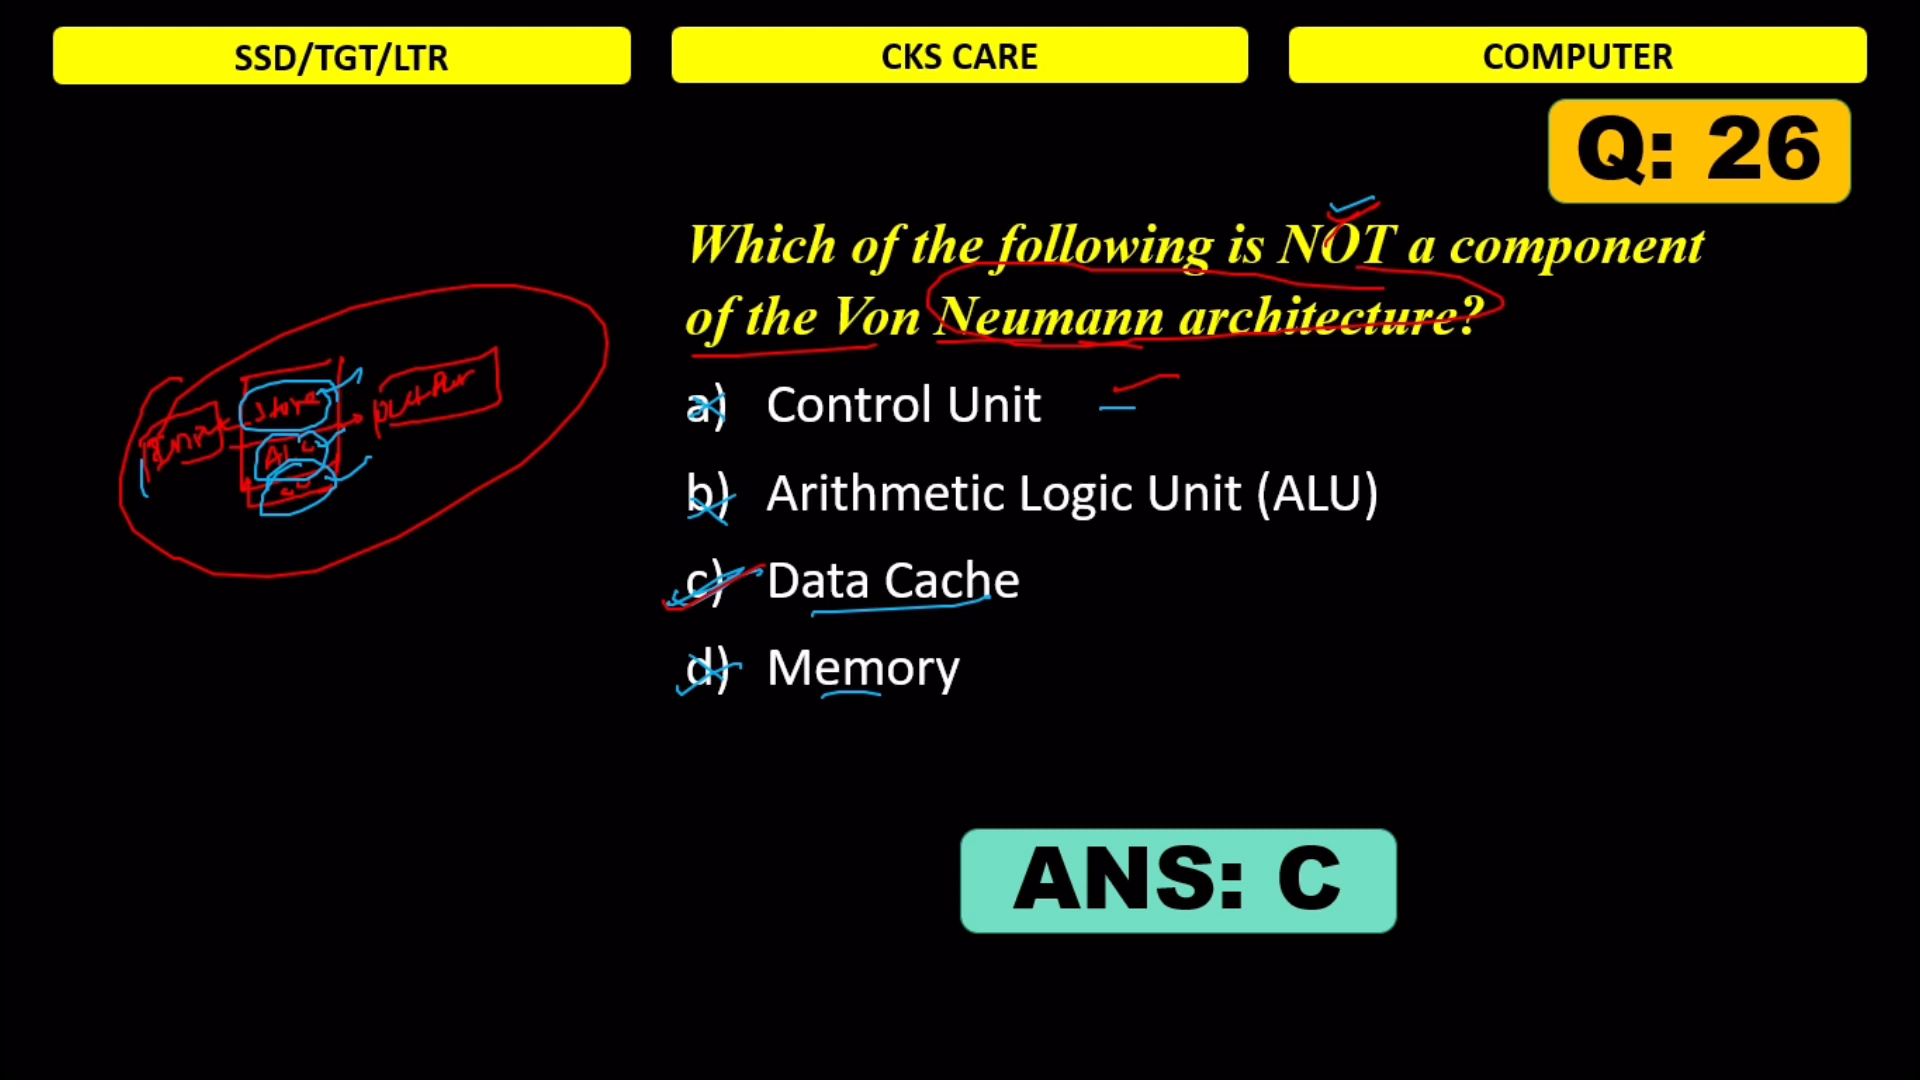 SSD/TGT/LTR
CKS CARE
COMPUTER
Q: 26
Which of the following is NOT a component
of the Von Neumann architecture?
a) Control Unit
b) Arithmetic Logic Unit (ALU)
c) Data Cache
d) Memory
store
ANS: C